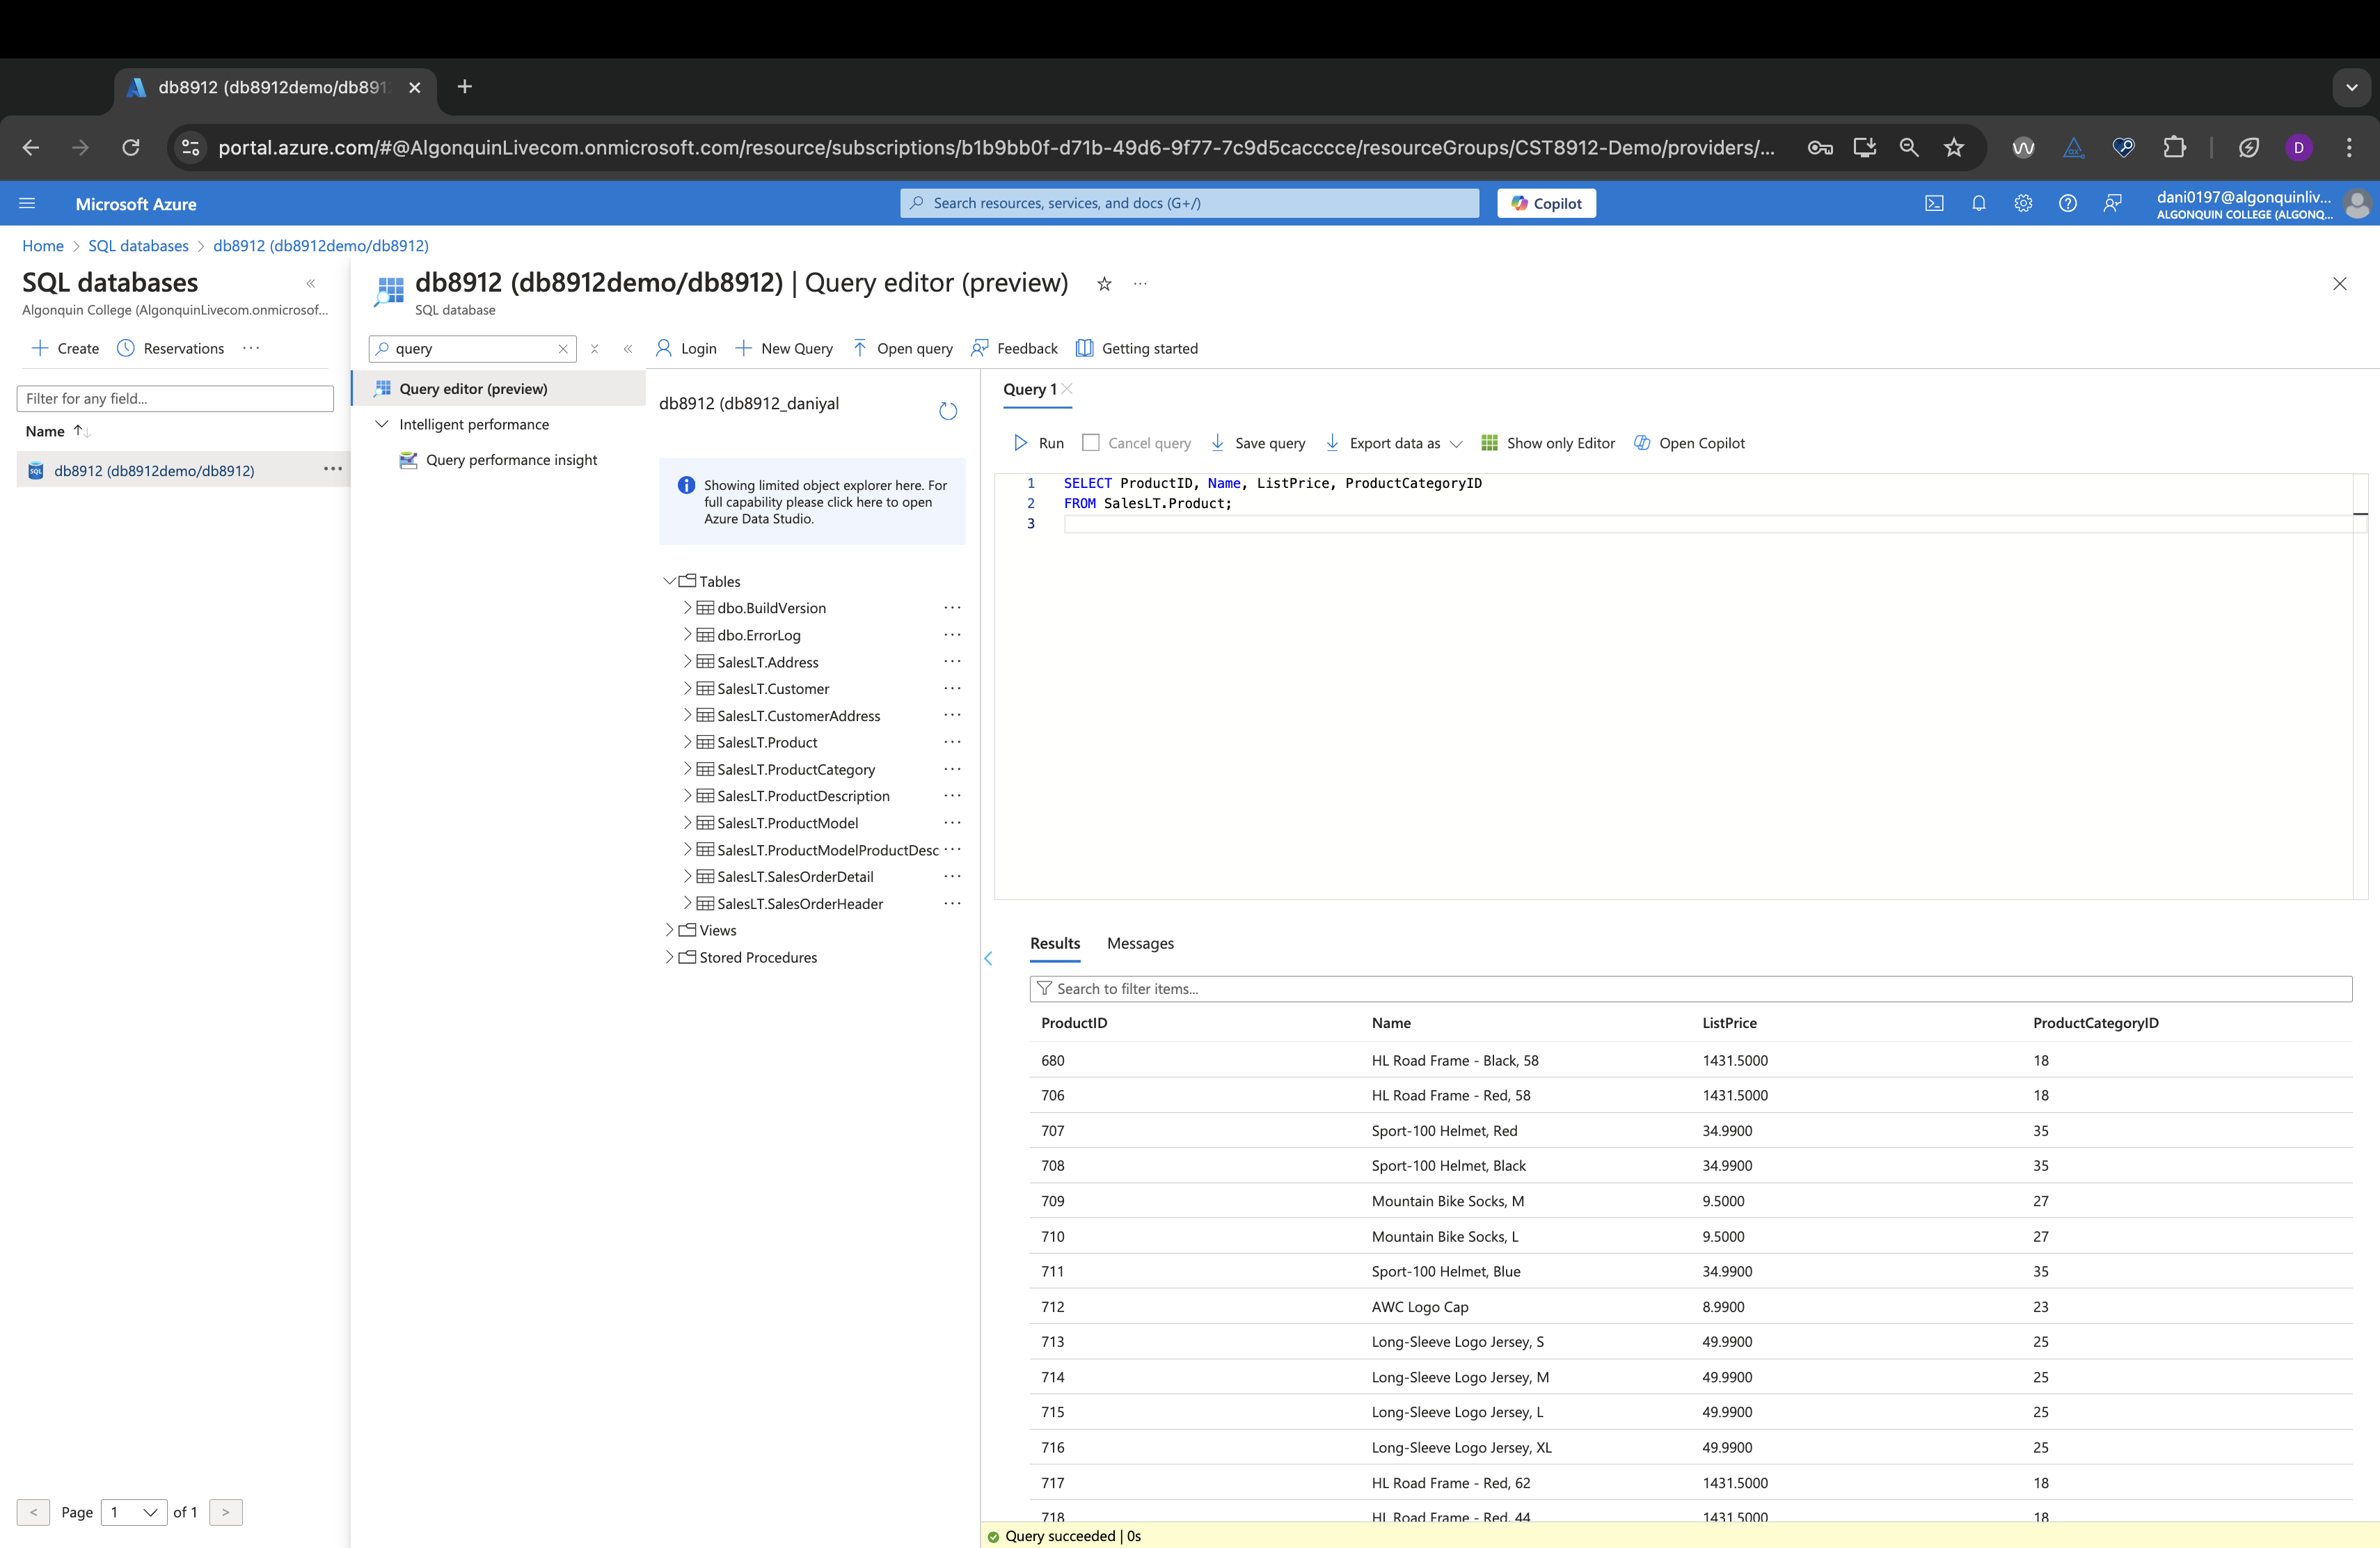 db8912 (db8912demo/db891
portal.azure.com/#@AlgonquinLivecom.onmicrosoft.com/resource/subscriptions/b1b9bb0f-d71b-49d6-9f77-7c9d5cacccce/resourceGroups/CST8912-Demo/providers/...
D
Microsoft Azure
Search resources, services, and docs (G+/)
Copilot
dani0197@algonquinliv...
ALGONQUIN COLLEGE (ALGONQ...
Home > SQL databases > db8912 (db8912demo/db8912)
SQL databases
Algonquin College (AlgonquinLivecom.onmicrosof...
Create
Reservations
...
Filter for any field...
Name
db8912 (db8912demo/db8912)
...
< Page 1 of 1 >
db8912 (db8912demo/db8912) | Query editor (preview)
...
SQL database
query
Query editor (preview)
Intelligent performance
Query performance insight
Login
New Query
Open query
Feedback
Getting started
db8912 (db8912_daniyal
Showing limited object explorer here. For
full capability please click here to open
Azure Data Studio.
Tables
dbo.BuildVersion ...
dbo.ErrorLog ...
SalesLT.Address ...
SalesLT.Customer ...
SalesLT.CustomerAddress ...
SalesLT.Product ...
SalesLT.ProductCategory ...
SalesLT.ProductDescription ...
SalesLT.ProductModel ...
SalesLT.ProductModelProductDesc ...
SalesLT.SalesOrderDetail ...
SalesLT.SalesOrderHeader ...
Views
Stored Procedures
Query 1
Run
Cancel query
Save query
Export data as
Show only Editor
Open Copilot
1 SELECT ProductID, Name, ListPrice, ProductCategoryID
2 FROM SalesLT.Product;
3
Results
Messages
Search to filter items...
ProductID Name ListPrice ProductCategoryID
680 HL Road Frame - Black, 58 1431.5000 18
706 HL Road Frame - Red, 58 1431.5000 18
707 Sport-100 Helmet, Red 34.9900 35
708 Sport-100 Helmet, Black 34.9900 35
709 Mountain Bike Socks, M 9.5000 27
710 Mountain Bike Socks, L 9.5000 27
711 Sport-100 Helmet, Blue 34.9900 35
712 AWC Logo Cap 8.9900 23
713 Long-Sleeve Logo Jersey, S 49.9900 25
714 Long-Sleeve Logo Jersey, M 49.9900 25
715 Long-Sleeve Logo Jersey, L 49.9900 25
716 Long-Sleeve Logo Jersey, XL 49.9900 25
717 HL Road Frame - Red, 62 1431.5000 18
718 HL Road Frame - Red, 44 1431.5000 18
Query succeeded | 0s